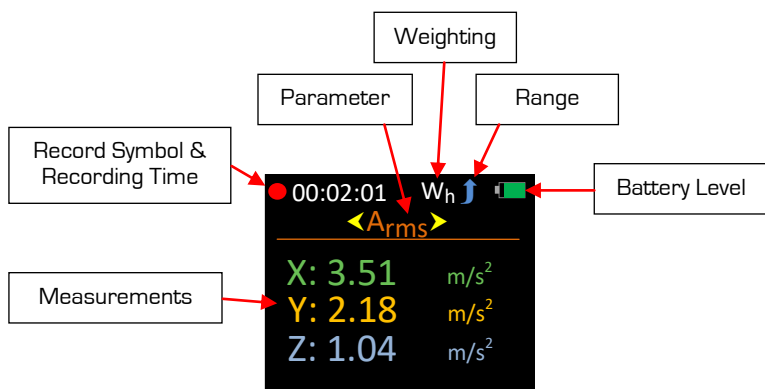 Weighting
Parameter
Range
Record Symbol &
Recording Time
Battery Level
00:02:01 Wh
Arms
Measurements
X: 3.51 m/s²
Y: 2.18 m/s²
Z: 1.04 m/s²